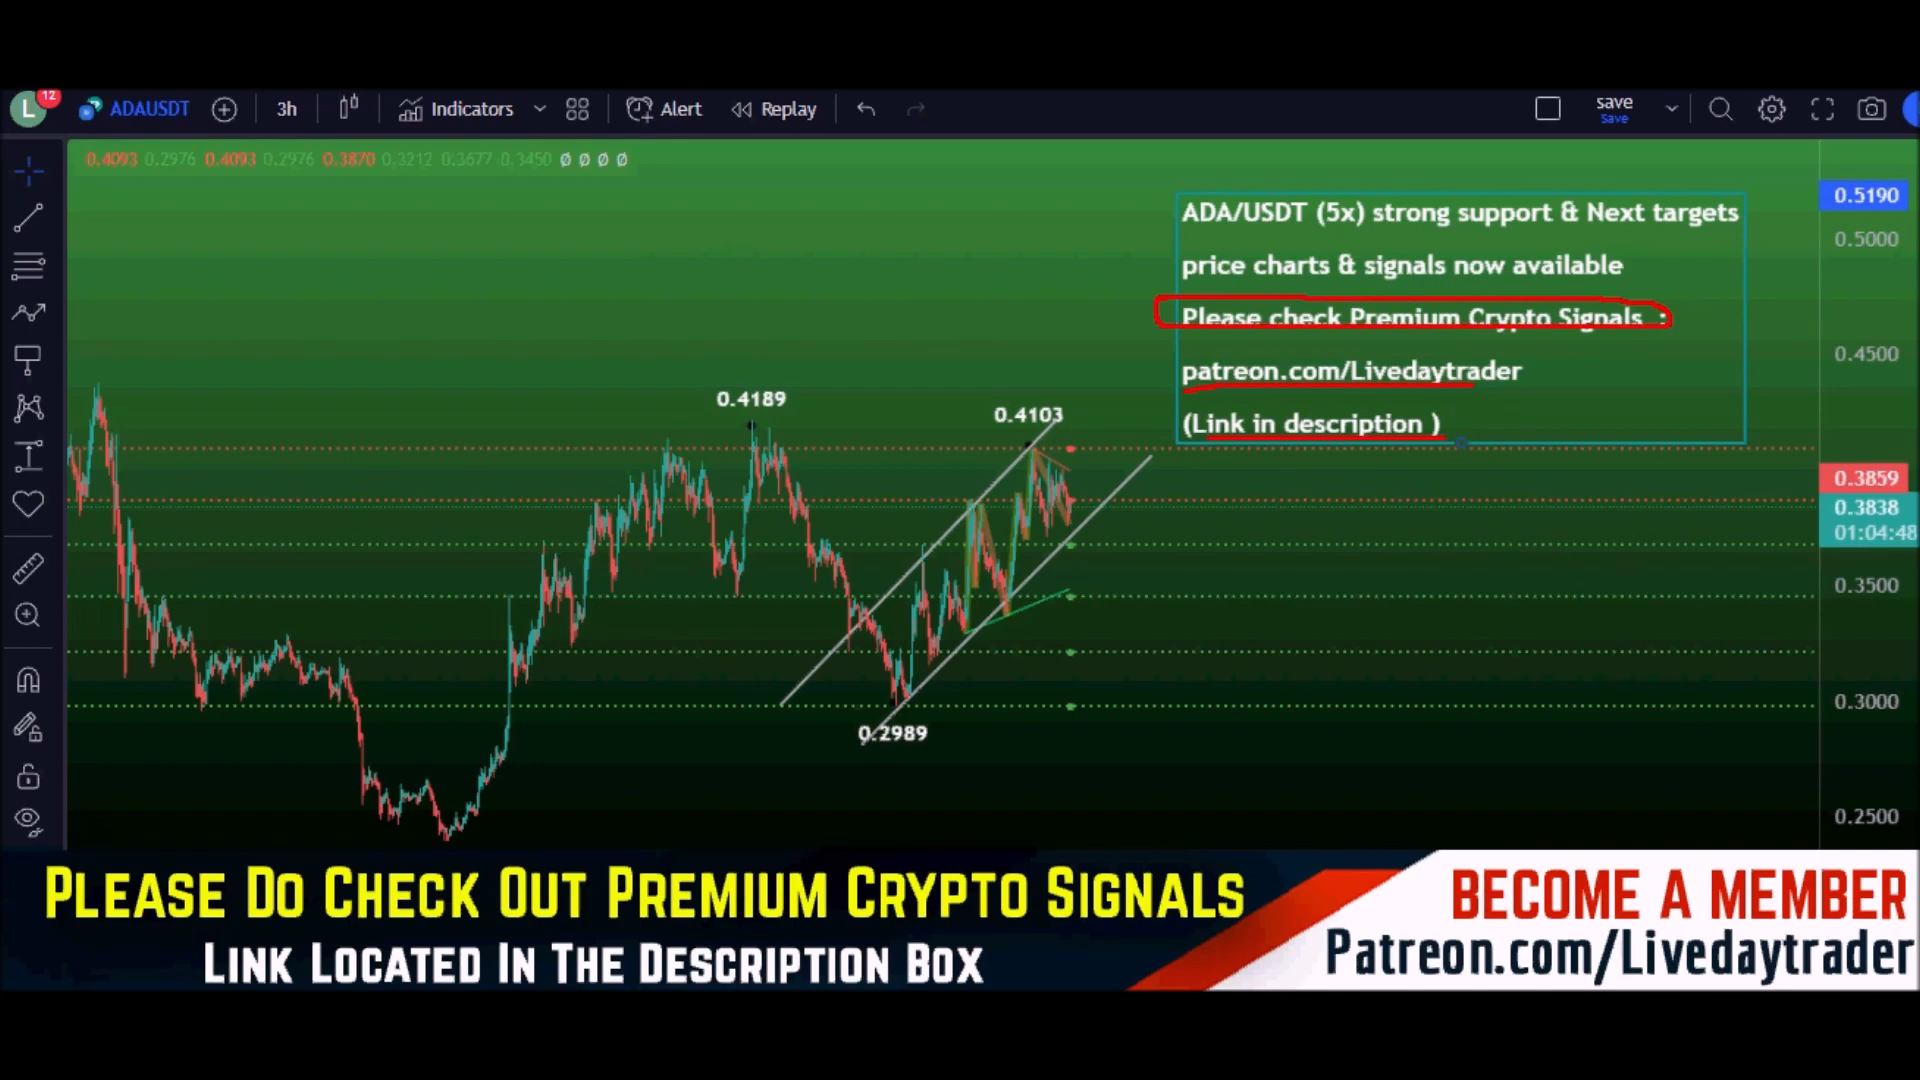 L 12 ADAUSDT 3h Indicators Alert Replay save
Save
0.4093 0.2976 0.4093 0.2976 0.3870 0.3212 0.3677 0.3450 Ø Ø Ø Ø
0.5190
ADA/USDT (5x) strong support & Next targets
0.5000
price charts & signals now available
Please check Premium Crypto Signals :
0.4500
patreon.com/Livedaytrader
0.4189
0.4103
(Link in description )
0.3859
0.3838
01:04:48
0.3500
0.3000
0.2989
0.2500
PLEASE DO CHECK OUT PREMIUM CRYPTO SIGNALS
LINK LOCATED IN THE DESCRIPTION BOX
BECOME A MEMBER
Patreon.com/Livedaytrader